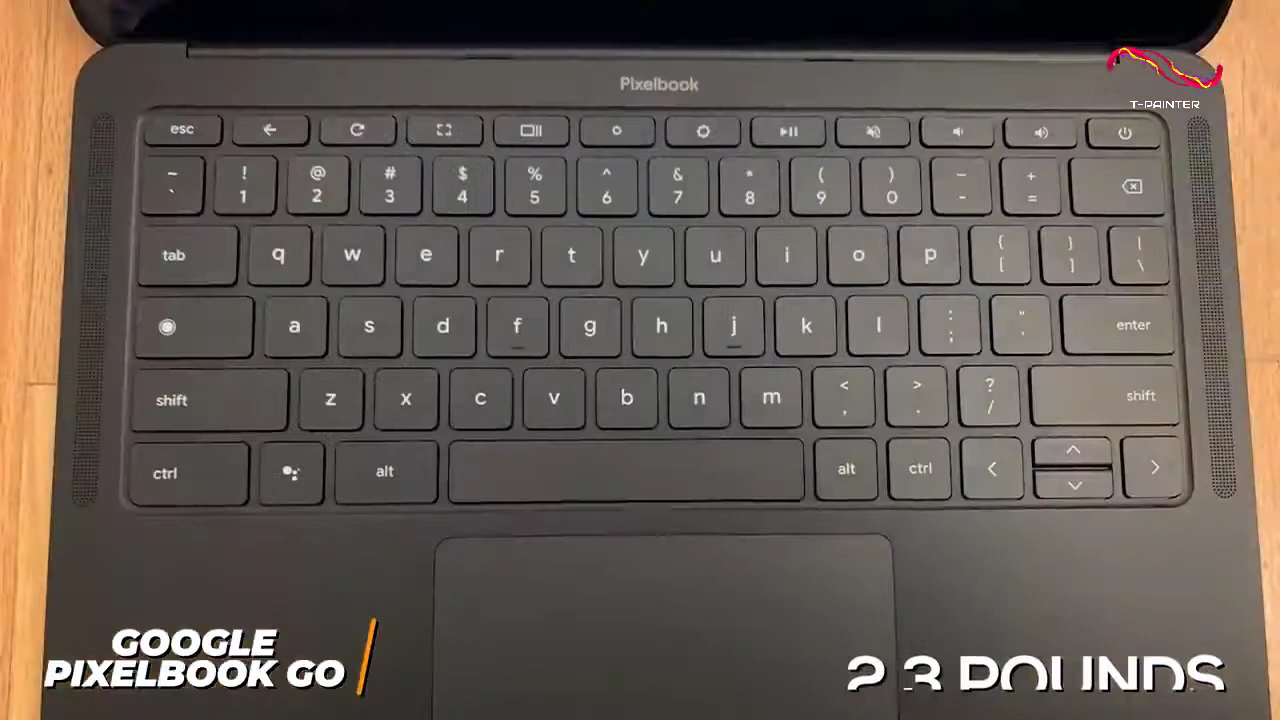 Pixelbook
T-PAINTER
esc
~ ! @ # $ % ^ & * ( ) _ +
` 1 2 3 4 5 6 7 8 9 0 - =
tab q w e r t y u i o p { } |
[ ] \
a s d f g h j k l : " enter
; '
shift z x c v b n m < > ? shift
, . /
ctrl alt alt ctrl < >
GOOGLE
PIXELBOOK GO
2.3 POUNDS